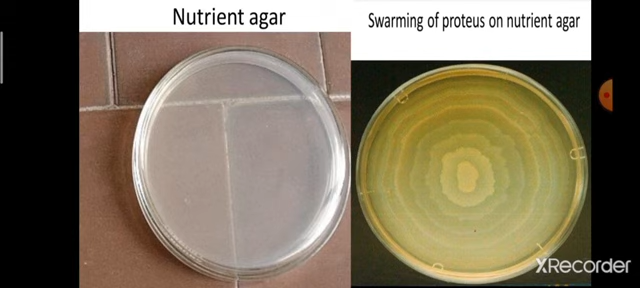 Nutrient agar
Swarming of proteus on nutrient agar
XRecorder